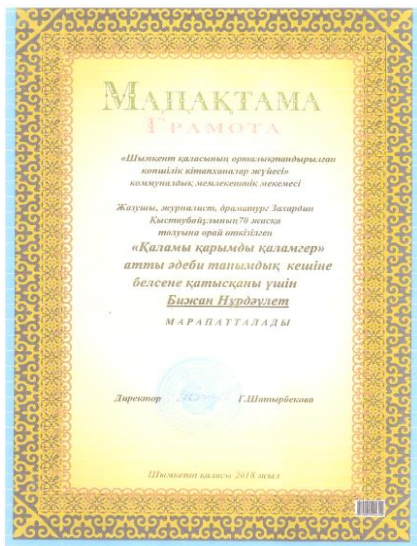 МАДАҚТАМА
ГРАМОТА
«Шымкент қаласының орталықтандырылған
көпшілік кітапханалар жүйесі»
коммуналдық мемлекеттік мекемесі
Жазушы, журналист, драматург Захардин
Қыстаубайұлының 70 жасқа
толуына орай өткізілген
«Қаламы қарымды қаламгер»
атты әдеби танымдық кешіне
белсене қатысқаны үшін
Бижан Нұрдәулет
МАРАПАТТАЛАДЫ
Директор Г.Шатырбекова
Шымкент қаласы 2018 жыл